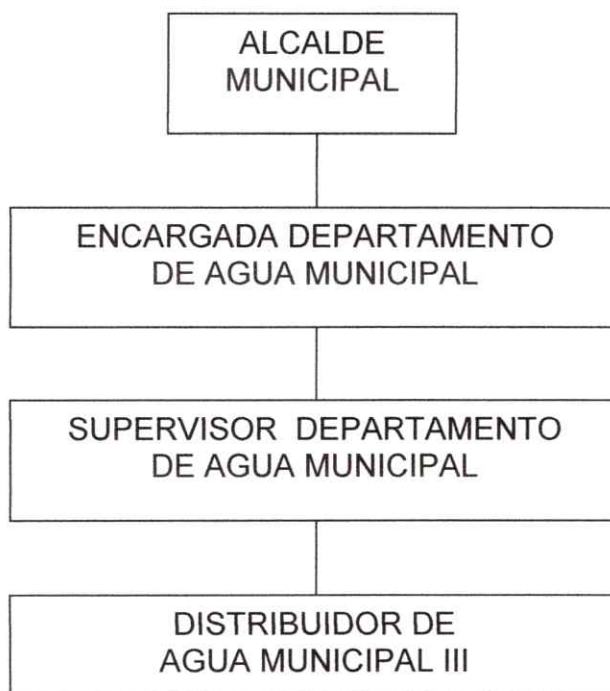 ALCALDE
MUNICIPAL
ENCARGADA DEPARTAMENTO
DE AGUA MUNICIPAL
SUPERVISOR DEPARTAMENTO
DE AGUA MUNICIPAL
DISTRIBUIDOR DE
AGUA MUNICIPAL III